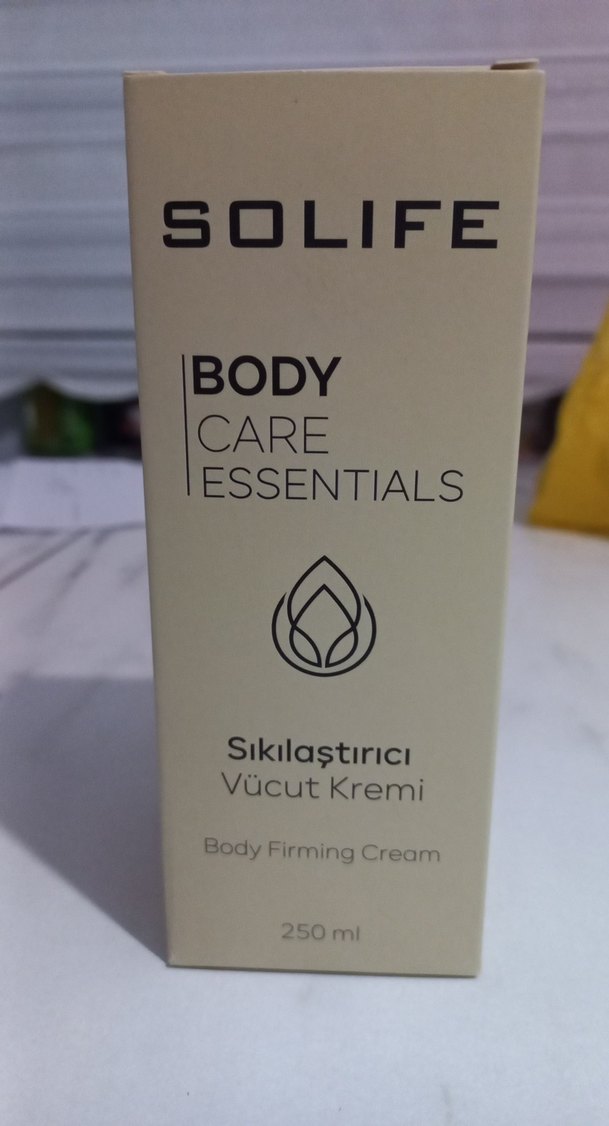 SOLIFE
BODY
CARE
ESSENTIALS
Sıkılaştırıcı
Vücut Kremi
Body Firming Cream
250 ml